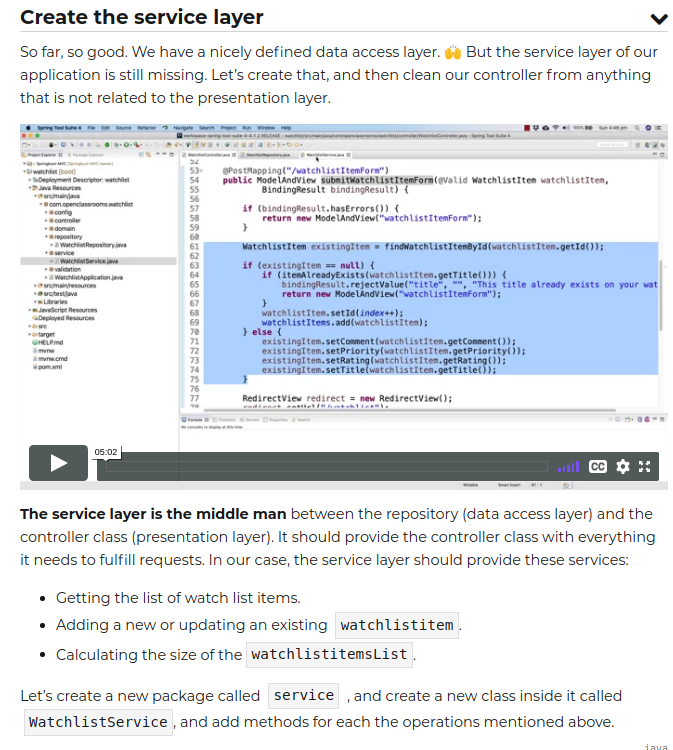 Create the service layer
So far, so good. We have a nicely defined data access layer. 🙌 But the service layer of our
application is still missing. Let's create that, and then clean our controller from anything
that is not related to the presentation layer.
Spring Tool Suite 4 File Edit Source Refactor Navigate Search Project Run Window Help
Project Explorer
WatchlistController.java WatchlistRepository.java WatchlistService.java
watchlist [boot]
Deployment Descriptor: watchlist
Java Resources
src/main/java
com.openclassrooms.watchlist
config
controller
domain
repository
WatchlistRepository.java
service
WatchlistService.java
validation
WatchlistApplication.java
src/main/resources
src/test/java
Libraries
JavaScript Resources
Deployed Resources
src
target
HELP.md
mvnw
mvnw.cmd
pom.xml
52
53 @PostMapping("/watchlistItemForm")
54 public ModelAndView submitWatchlistItemForm(@Valid WatchlistItem watchlistItem,
55 BindingResult bindingResult) {
56
57 if (bindingResult.hasErrors()) {
58 return new ModelAndView("watchlistItemForm");
59 }
60
61 WatchlistItem existingItem = findWatchlistItemById(watchlistItem.getId());
62
63 if (existingItem == null) {
64 if (itemAlreadyExists(watchlistItem.getTitle())) {
65 bindingResult.rejectValue("title", "", "This title already exists on your wat
66 return new ModelAndView("watchlistItemForm");
67 }
68 watchlistItem.setId(index++);
69 watchlistItems.add(watchlistItem);
70 } else {
71 existingItem.setComment(watchlistItem.getComment());
72 existingItem.setPriority(watchlistItem.getPriority());
73 existingItem.setRating(watchlistItem.getRating());
74 existingItem.setTitle(watchlistItem.getTitle());
75 }
76
77 RedirectView redirect = new RedirectView();
Console
No consoles to display at this time.
05:02
CC
The service layer is the middle man between the repository (data access layer) and the
controller class (presentation layer). It should provide the controller class with everything
it needs to fulfill requests. In our case, the service layer should provide these services:
• Getting the list of watch list items.
• Adding a new or updating an existing watchlistitem.
• Calculating the size of the watchlistitemsList.
Let's create a new package called service , and create a new class inside it called
WatchlistService, and add methods for each the operations mentioned above.
java